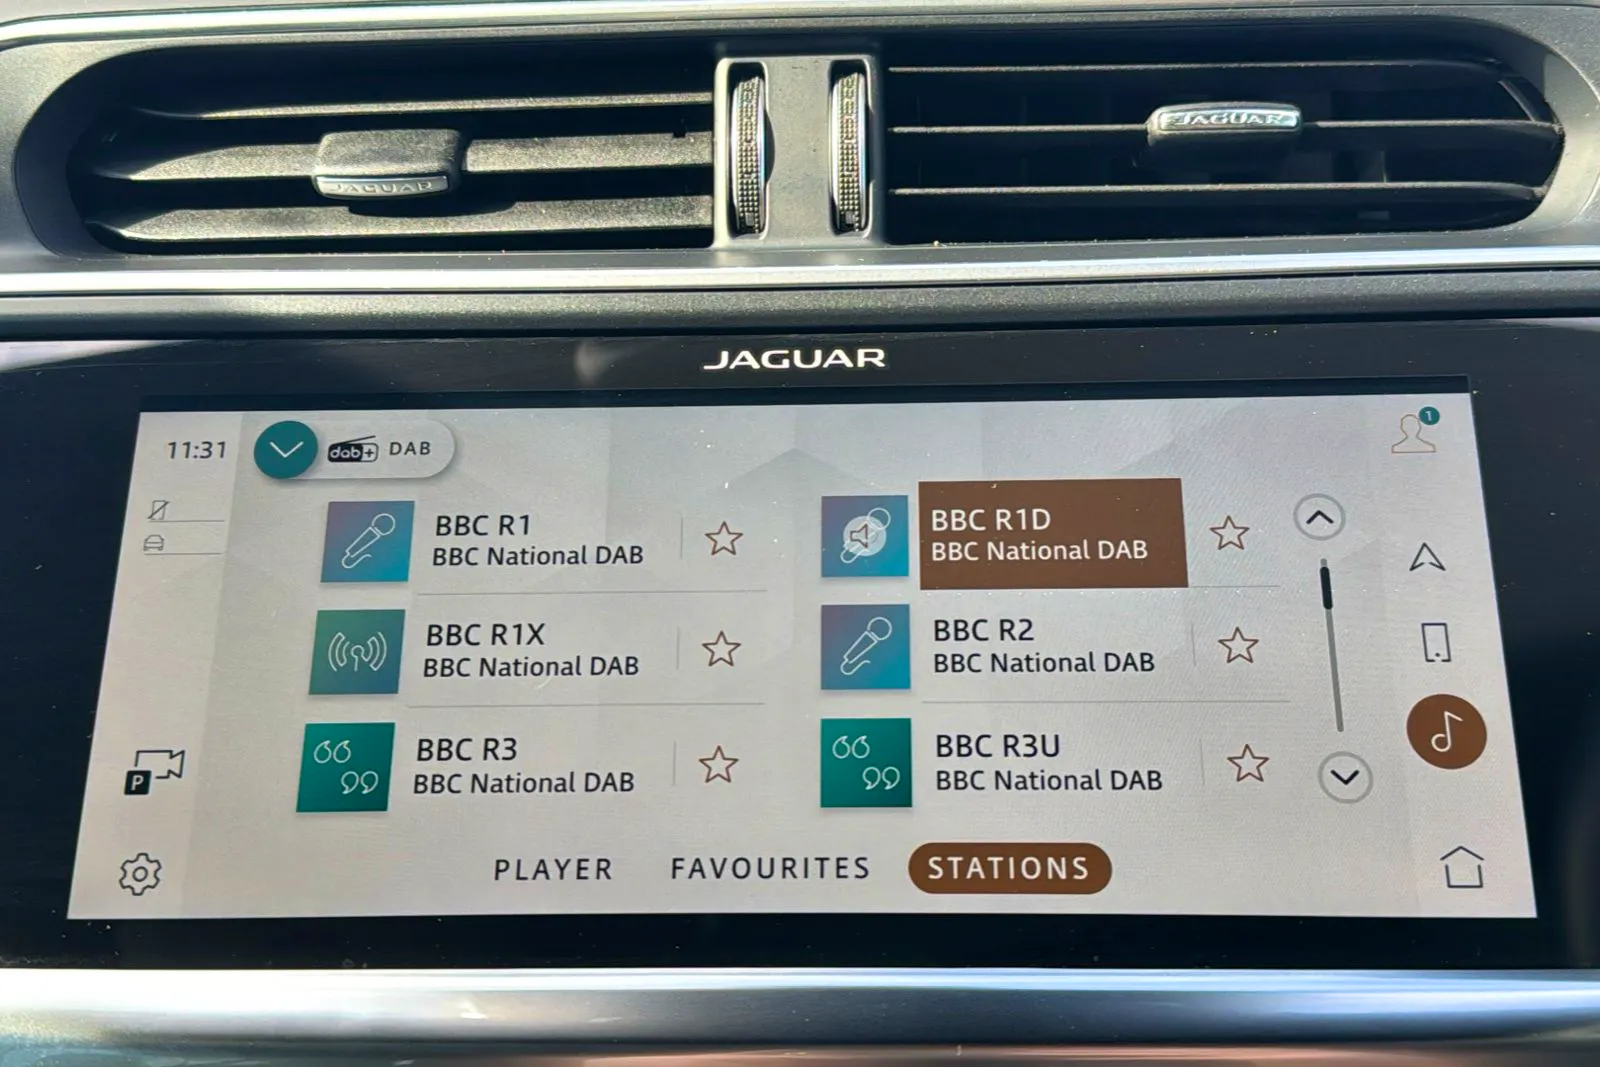 JAGUAR
JAGUAR
JAGUAR
11:31
dab+ DAB
1
BBC R1
BBC National DAB
BBC R1D
BBC National DAB
BBC R1X
BBC National DAB
BBC R2
BBC National DAB
BBC R3
BBC National DAB
BBC R3U
BBC National DAB
P
PLAYER
FAVOURITES
STATIONS